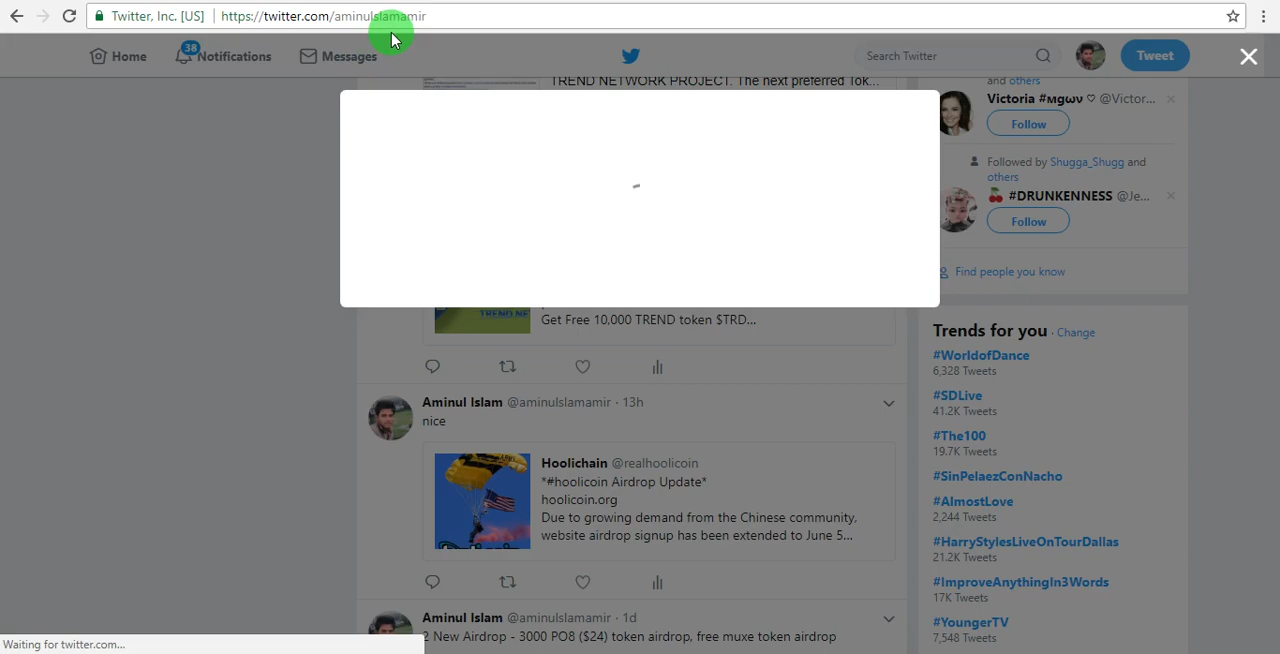 Twitter, Inc. [US] https://twitter.com/aminulslamamir
Home
38
Notifications
Messages
Search Twitter
Tweet
TREND NETWORK PROJECT. The next preferred Tok...
and others
Victoria #мgων ♡ @Victor...
Follow
Followed by Shugga_Shugg and
others
🍒 #DRUNKENNESS @Je...
Follow
Find people you know
TREND NE
Get Free 10,000 TREND token $TRD...
Trends for you · Change
#WorldofDance
6,328 Tweets
#SDLive
41.2K Tweets
#The100
19.7K Tweets
#SinPelaezConNacho
#AlmostLove
2,244 Tweets
#HarryStylesLiveOnTourDallas
21.2K Tweets
#ImproveAnythingIn3Words
17K Tweets
#YoungerTV
7,548 Tweets
Aminul Islam @aminulslamamir · 13h
nice
Hoolichain @realhoolicoin
*#hoolicoin Airdrop Update*
hoolicoin.org
Due to growing demand from the Chinese community,
website airdrop signup has been extended to June 5...
Aminul Islam @aminulslamamir · 1d
2 New Airdrop - 3000 PO8 ($24) token airdrop, free muxe token airdrop
Waiting for twitter.com...